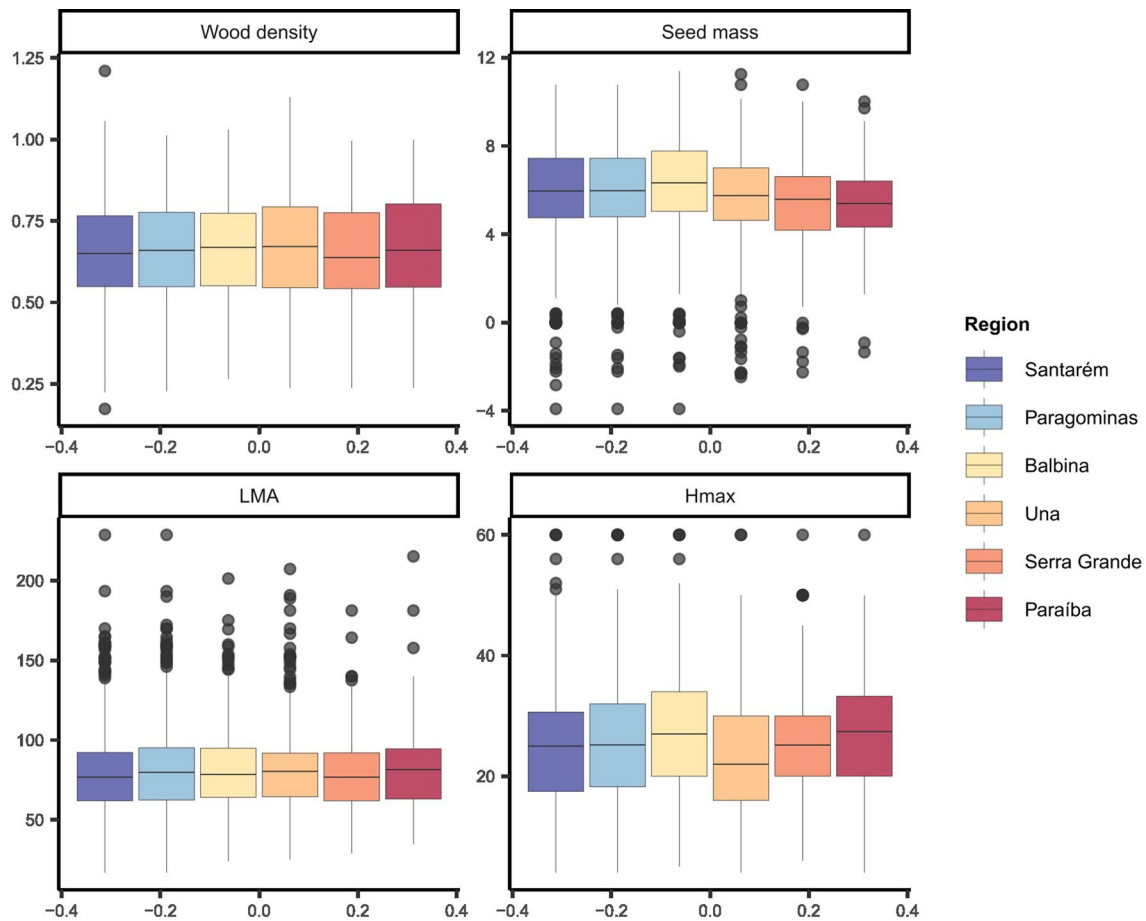 Wood density
Seed mass
1.25
1.00
0.75
0.50
0.25
−0.4 −0.2 0.0 0.2 0.4
12
8
4
0
−4
−0.4 −0.2 0.0 0.2 0.4
LMA
Hmax
200
150
100
50
−0.4 −0.2 0.0 0.2 0.4
60
40
20
−0.4 −0.2 0.0 0.2 0.4
Region
Santarém
Paragominas
Balbina
Una
Serra Grande
Paraíba